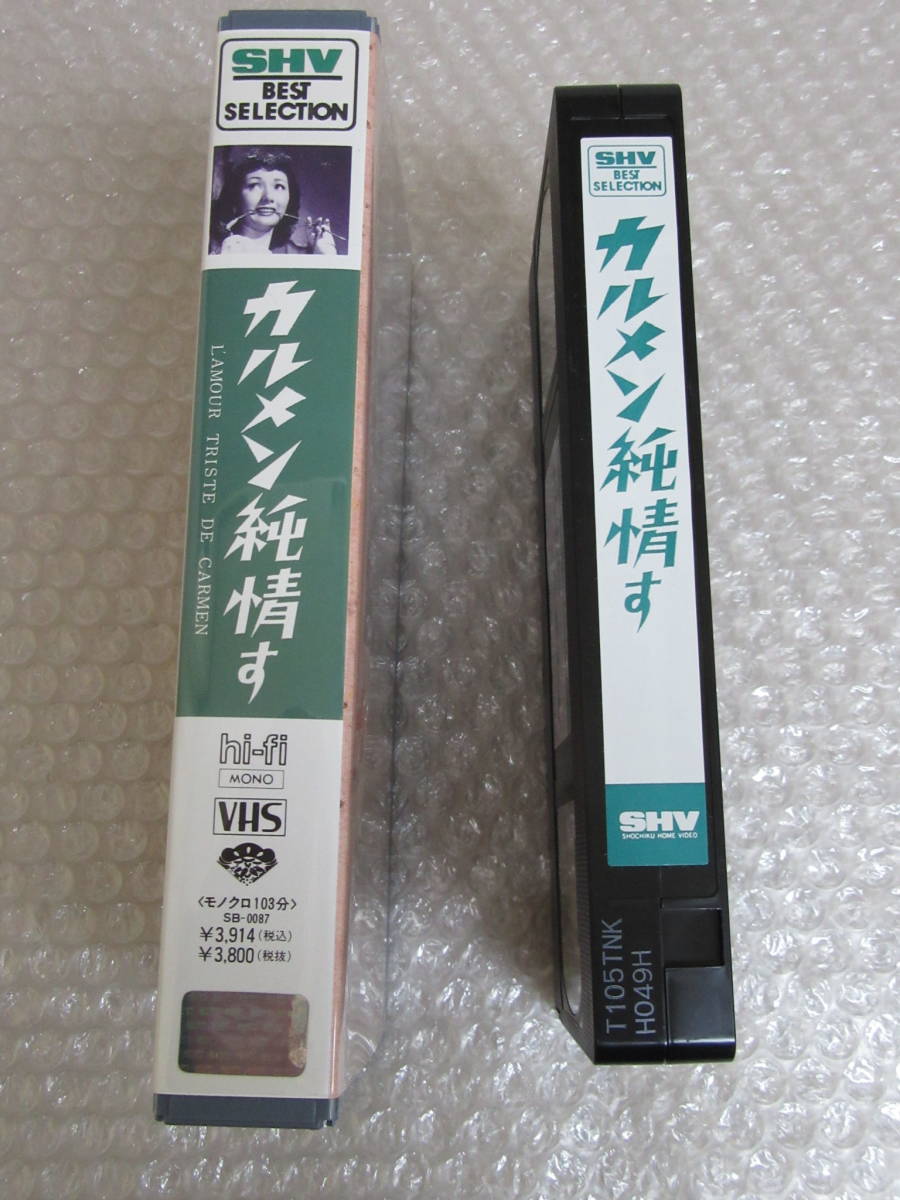 SHV
BEST
SELECTION
カルメン純情す
L'AMOUR TRISTE DE CARMEN
hi-fi
MONO
VHS
〈モノクロ103分〉
SB-0087
¥3,914(税込)
¥3,800(税抜)
SHV
BEST
SELECTION
カルメン純情す
SHV
SHOCHIKU HOME VIDEO
T105TNK
H049H